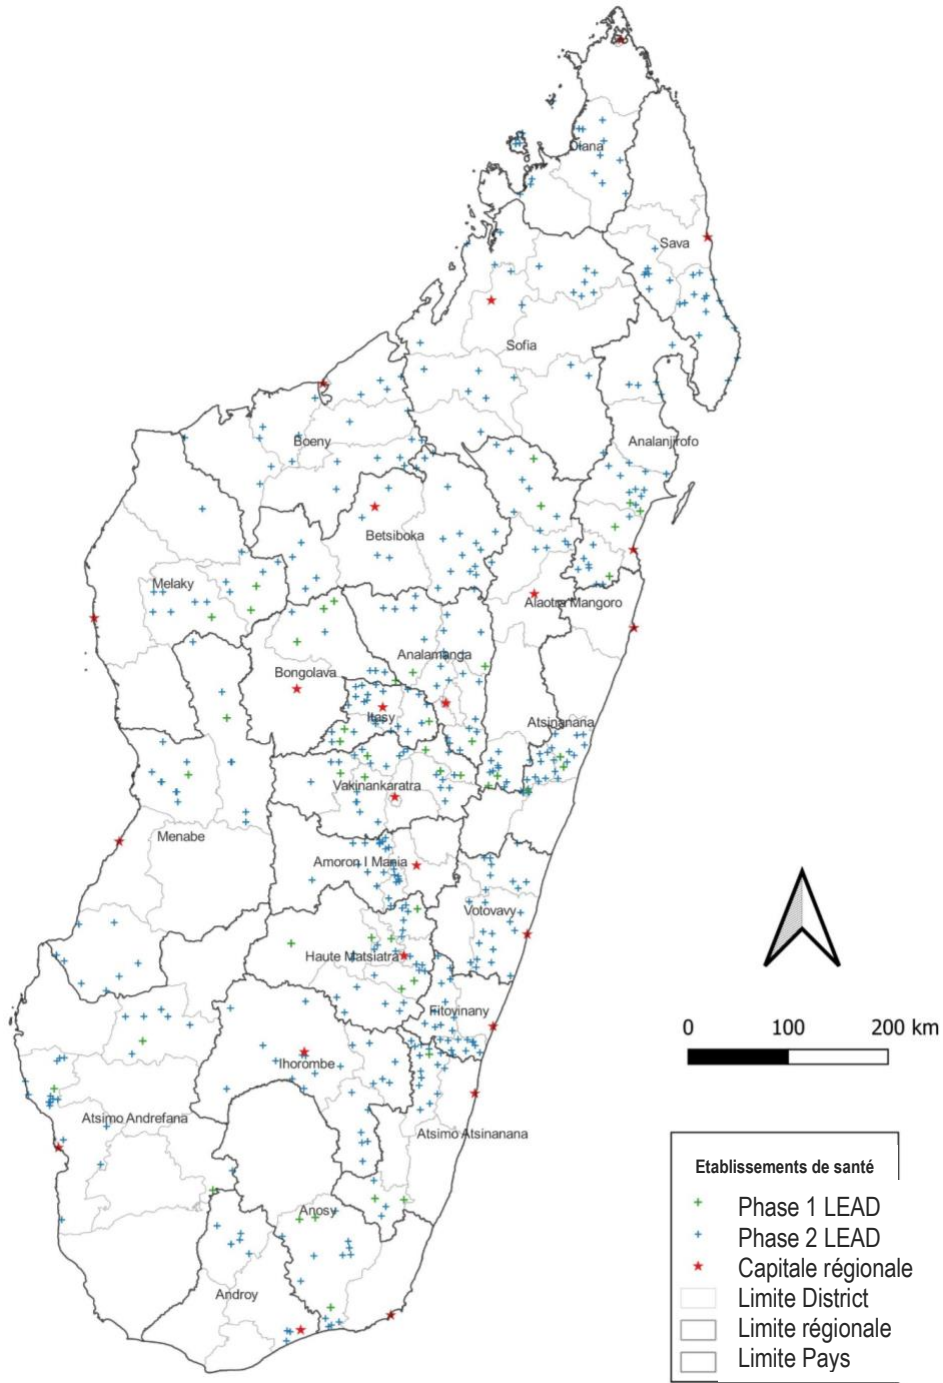 Diana
Sava
Sofia
Boeny
Analanjirofo
Betsiboka
Melaky
Alaotra Mangoro
Analamanga
Bongolava
Itasy
Atsinanana
Vakinankaratra
Menabe
Amoron I Mania
Votovavy
Haute Matsiatra
Fitovinany
0 100 200 km
Ihorombe
Atsimo Andrefana
Atsimo Atsinanana
Anosy
Androy
Etablissements de santé
Phase 1 LEAD
Phase 2 LEAD
Capitale régionale
Limite District
Limite régionale
Limite Pays